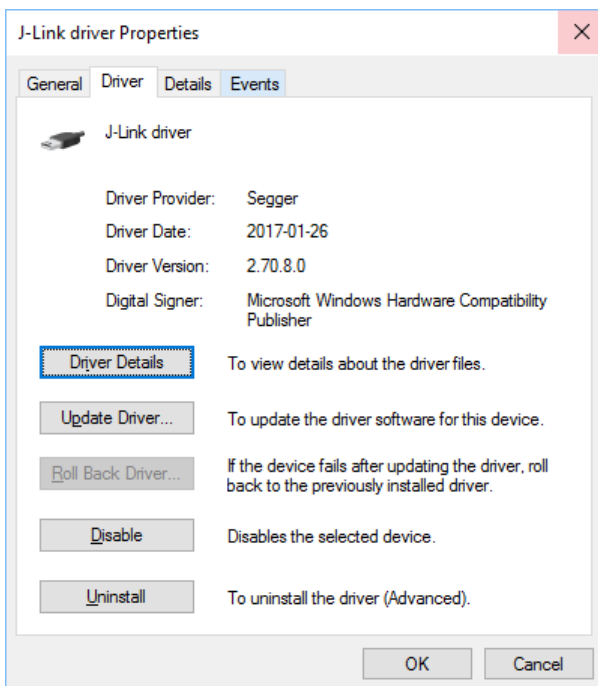 J-Link driver Properties
General Driver Details Events
J-Link driver
Driver Provider: Segger
Driver Date: 2017-01-26
Driver Version: 2.70.8.0
Digital Signer: Microsoft Windows Hardware Compatibility
Publisher
Driver Details To view details about the driver files.
Update Driver... To update the driver software for this device.
Roll Back Driver... If the device fails after updating the driver, roll
back to the previously installed driver.
Disable Disables the selected device.
Uninstall To uninstall the driver (Advanced).
OK Cancel